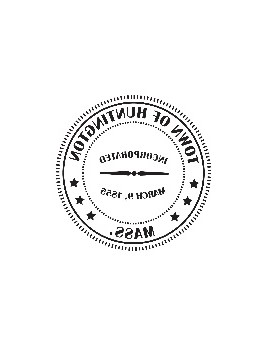 TOWN OF HUNTINGTON
INCORPORATED
MARCH 9, 1855
MASS.